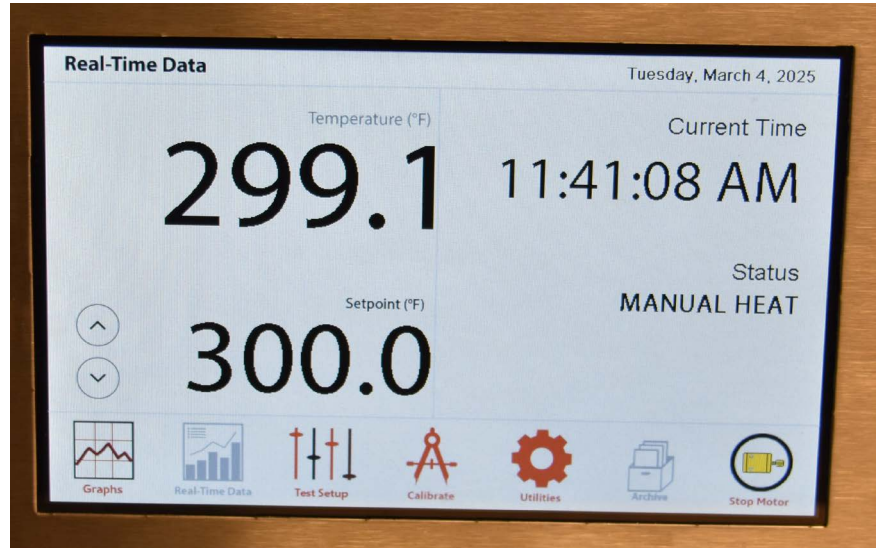 Real-Time Data
Tuesday, March 4, 2025
Temperature (°F)
299.1
Current Time
11:41:08 AM
Setpoint (°F)
300.0
Status
MANUAL HEAT
Graphs
Real-Time Data
Test Setup
Calibrate
Utilities
Archive
Stop Motor